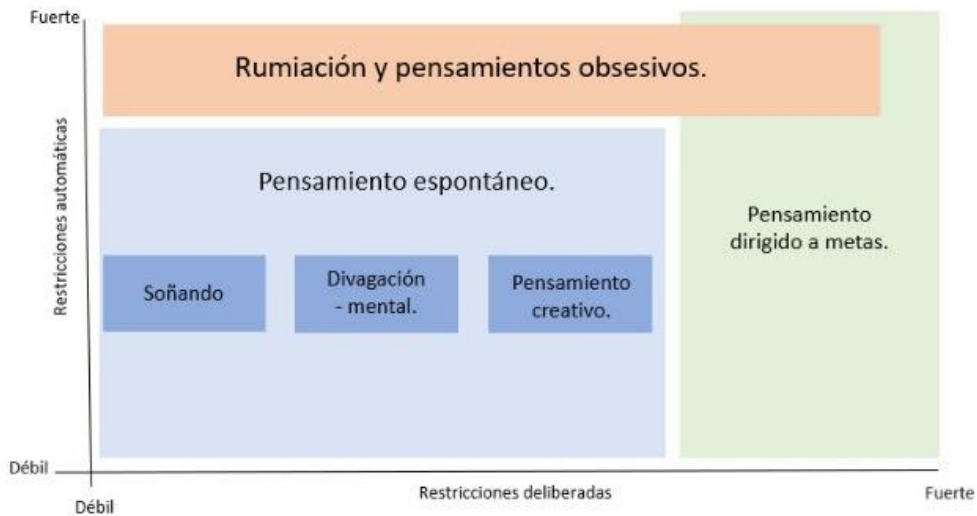 Fuerte
Rumiación y pensamientos obsesivos.
Restricciones automáticas
Pensamiento espontáneo.
Pensamiento
dirigido a metas.
Soñando
Divagación
- mental.
Pensamiento
creativo.
Débil
Débil
Restricciones deliberadas
Fuerte